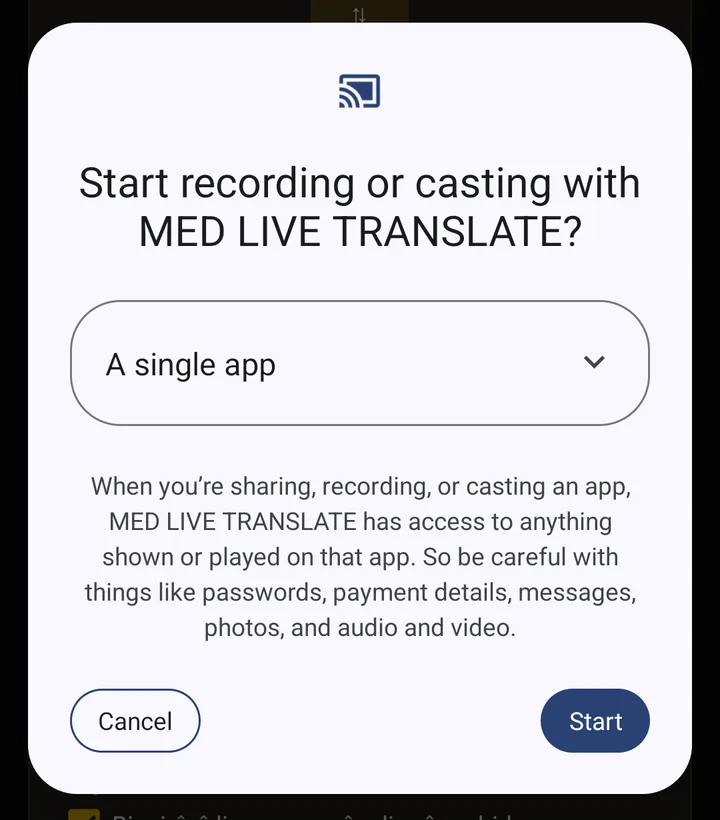 Start recording or casting with
MED LIVE TRANSLATE?
A single app
When you’re sharing, recording, or casting an app,
MED LIVE TRANSLATE has access to anything
shown or played on that app. So be careful with
things like passwords, payment details, messages,
photos, and audio and video.
Cancel
Start